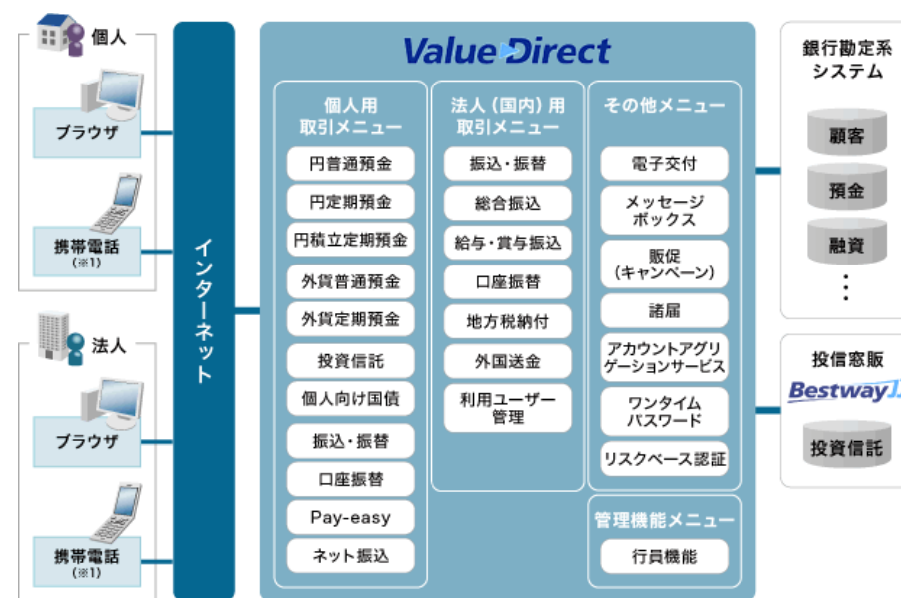 個人
ブラウザ
携帯電話
(※1)
法人
ブラウザ
携帯電話
(※1)
インターネット
Value Direct
個人用
取引メニュー
円普通預金
円定期預金
円積立定期預金
外貨普通預金
外貨定期預金
投資信託
個人向け国債
振込・振替
口座振替
Pay-easy
ネット振込
法人(国内)用
取引メニュー
振込・振替
総合振込
給与・賞与振込
口座振替
地方税納付
外国送金
利用ユーザー
管理
その他メニュー
電子交付
メッセージ
ボックス
販促
(キャンペーン)
諸届
アカウントアグリ
ゲーションサービス
ワンタイム
パスワード
リスクベース認証
管理機能メニュー
行員機能
銀行勘定系
システム
顧客
預金
融資
投信窓販
BestwayJ
投資信託